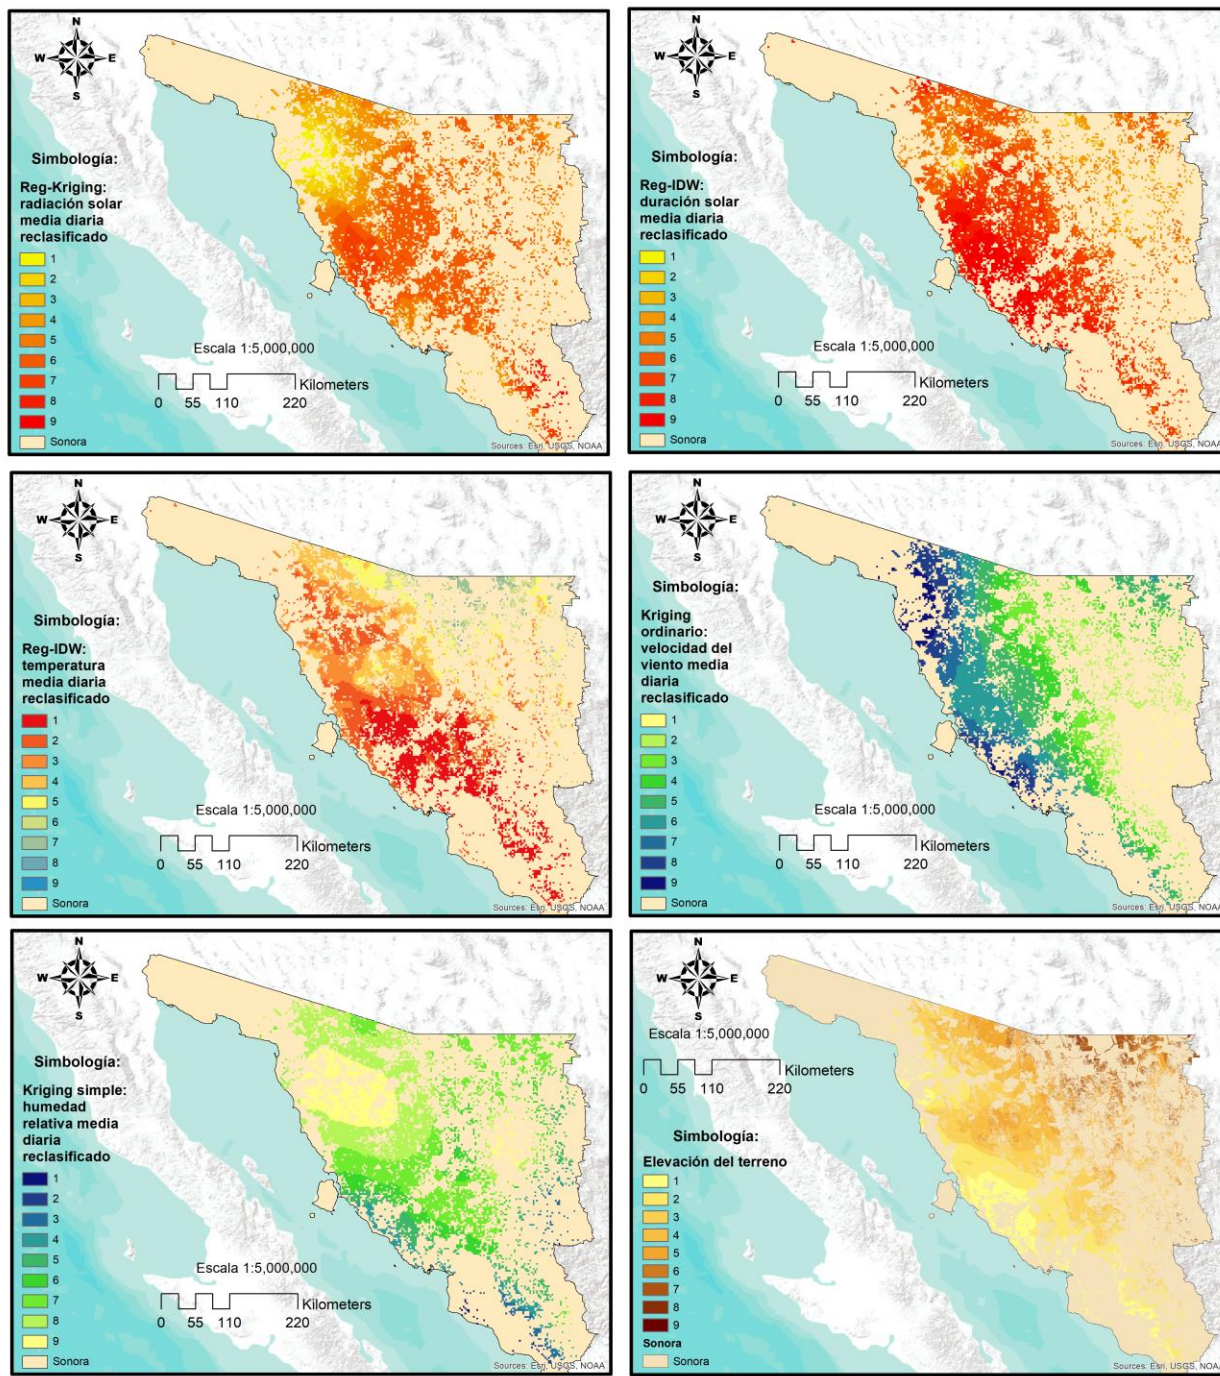 N
W E
S
Simbología:
Reg-Kriging:
radiación solar
media diaria
reclasificado
1
2
3
4
5
6
7
8
9
Sonora
Escala 1:5,000,000
Kilometers
0 55 110 220
Sources: Esri, USGS, NOAA
N
W E
S
Simbología:
Reg-IDW:
duración solar
media diaria
reclasificado
1
2
3
4
5
6
7
8
9
Sonora
Escala 1:5,000,000
Kilometers
0 55 110 220
Sources: Esri, USGS, NOAA
N
W E
S
Simbología:
Reg-IDW:
temperatura
media diaria
reclasificado
1
2
3
4
5
6
7
8
9
Sonora
Escala 1:5,000,000
Kilometers
0 55 110 220
Sources: Esri, USGS, NOAA
N
W E
S
Simbología:
Kriging
ordinario:
velocidad del
viento media
diaria
reclasificado
1
2
3
4
5
6
7
8
9
Sonora
Escala 1:5,000,000
Kilometers
0 55 110 220
Sources: Esri, USGS, NOAA
N
W E
S
Simbología:
Kriging simple:
humedad
relativa media
diaria
reclasificado
1
2
3
4
5
6
7
8
9
Sonora
Escala 1:5,000,000
Kilometers
0 55 110 220
Sources: Esri, USGS, NOAA
N
W E
S
Escala 1:5,000,000
Kilometers
0 55 110 220
Simbología:
Elevación del terreno
1
2
3
4
5
6
7
8
9
Sonora
Sonora
Sources: Esri, USGS, NOAA